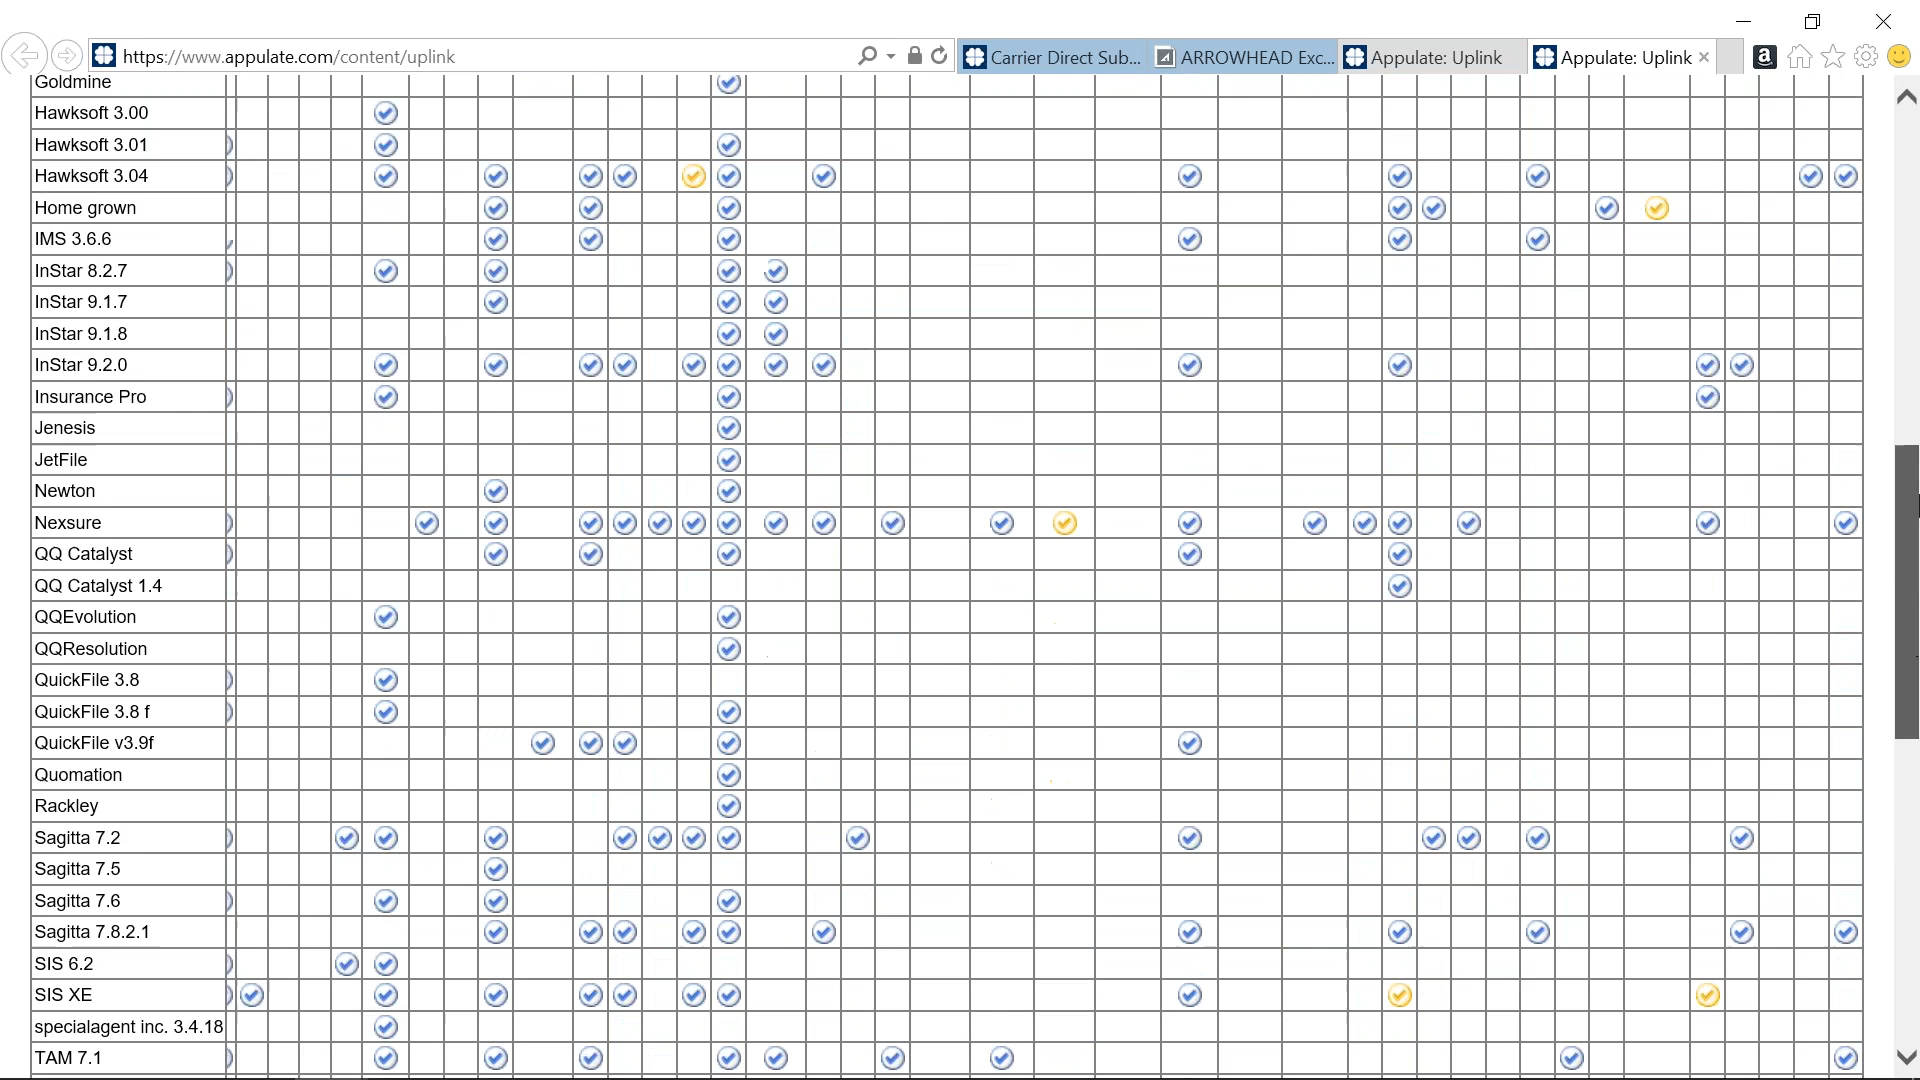 https://www.appulate.com/content/uplink
Carrier Direct Sub...
ARROWHEAD Exc...
Appulate: Uplink
Appulate: Uplink
Goldmine
Hawksoft 3.00
Hawksoft 3.01
Hawksoft 3.04
Home grown
IMS 3.6.6
InStar 8.2.7
InStar 9.1.7
InStar 9.1.8
InStar 9.2.0
Insurance Pro
Jenesis
JetFile
Newton
Nexsure
QQ Catalyst
QQ Catalyst 1.4
QQEvolution
QQResolution
QuickFile 3.8
QuickFile 3.8 f
QuickFile v3.9f
Quomation
Rackley
Sagitta 7.2
Sagitta 7.5
Sagitta 7.6
Sagitta 7.8.2.1
SIS 6.2
SIS XE
specialagent inc. 3.4.18
TAM 7.1